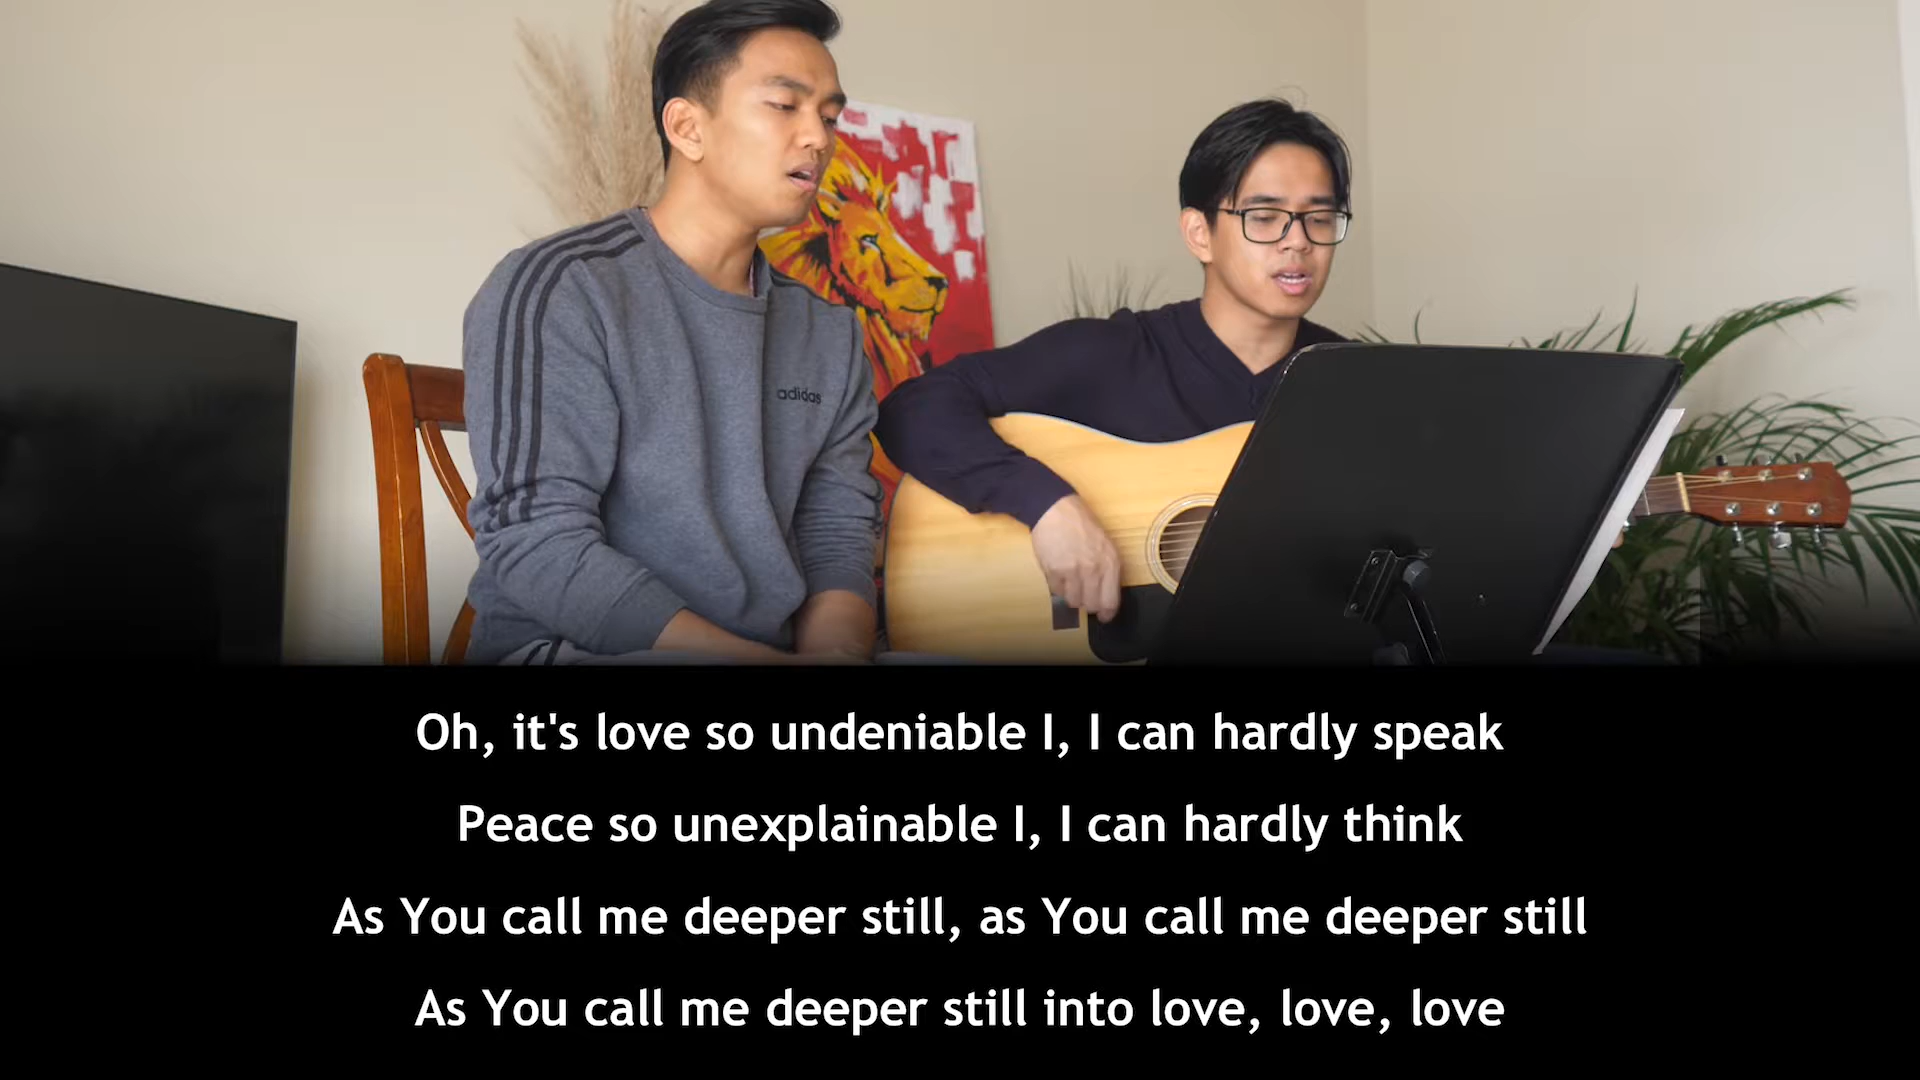 adidas
Oh, it's love so undeniable I, I can hardly speak
Peace so unexplainable I, I can hardly think
As You call me deeper still, as You call me deeper still
As You call me deeper still into love, love, love